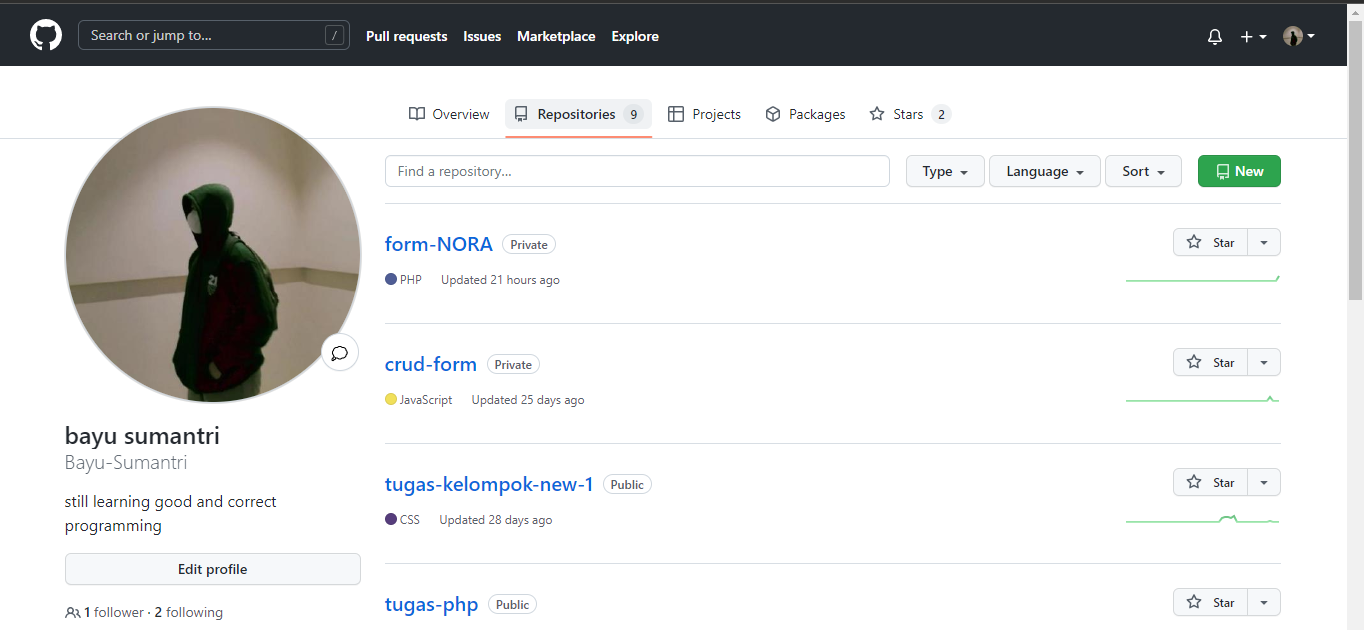 Search or jump to... /
Pull requests Issues Marketplace Explore
Overview Repositories 9 Projects Packages Stars 2
Find a repository...
Type Language Sort New
form-NORA Private
Star
PHP Updated 21 hours ago
crud-form Private
Star
JavaScript Updated 25 days ago
tugas-kelompok-new-1 Public
Star
CSS Updated 28 days ago
tugas-php Public
Star
21
bayu sumantri
Bayu-Sumantri
still learning good and correct
programming
Edit profile
1 follower · 2 following